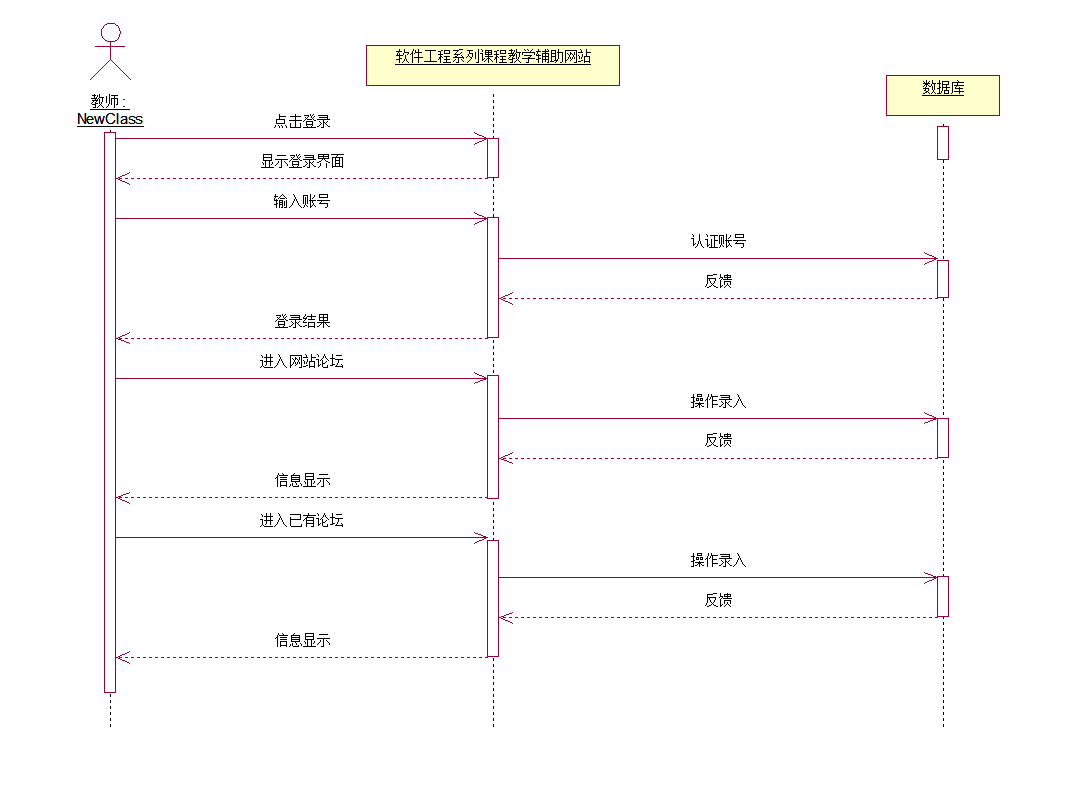 软件工程系列课程教学辅助网站
数据库
教师:
NewClass
点击登录
显示登录界面
输入账号
认证账号
反馈
登录结果
进入网站论坛
操作录入
反馈
信息显示
进入已有论坛
操作录入
反馈
信息显示